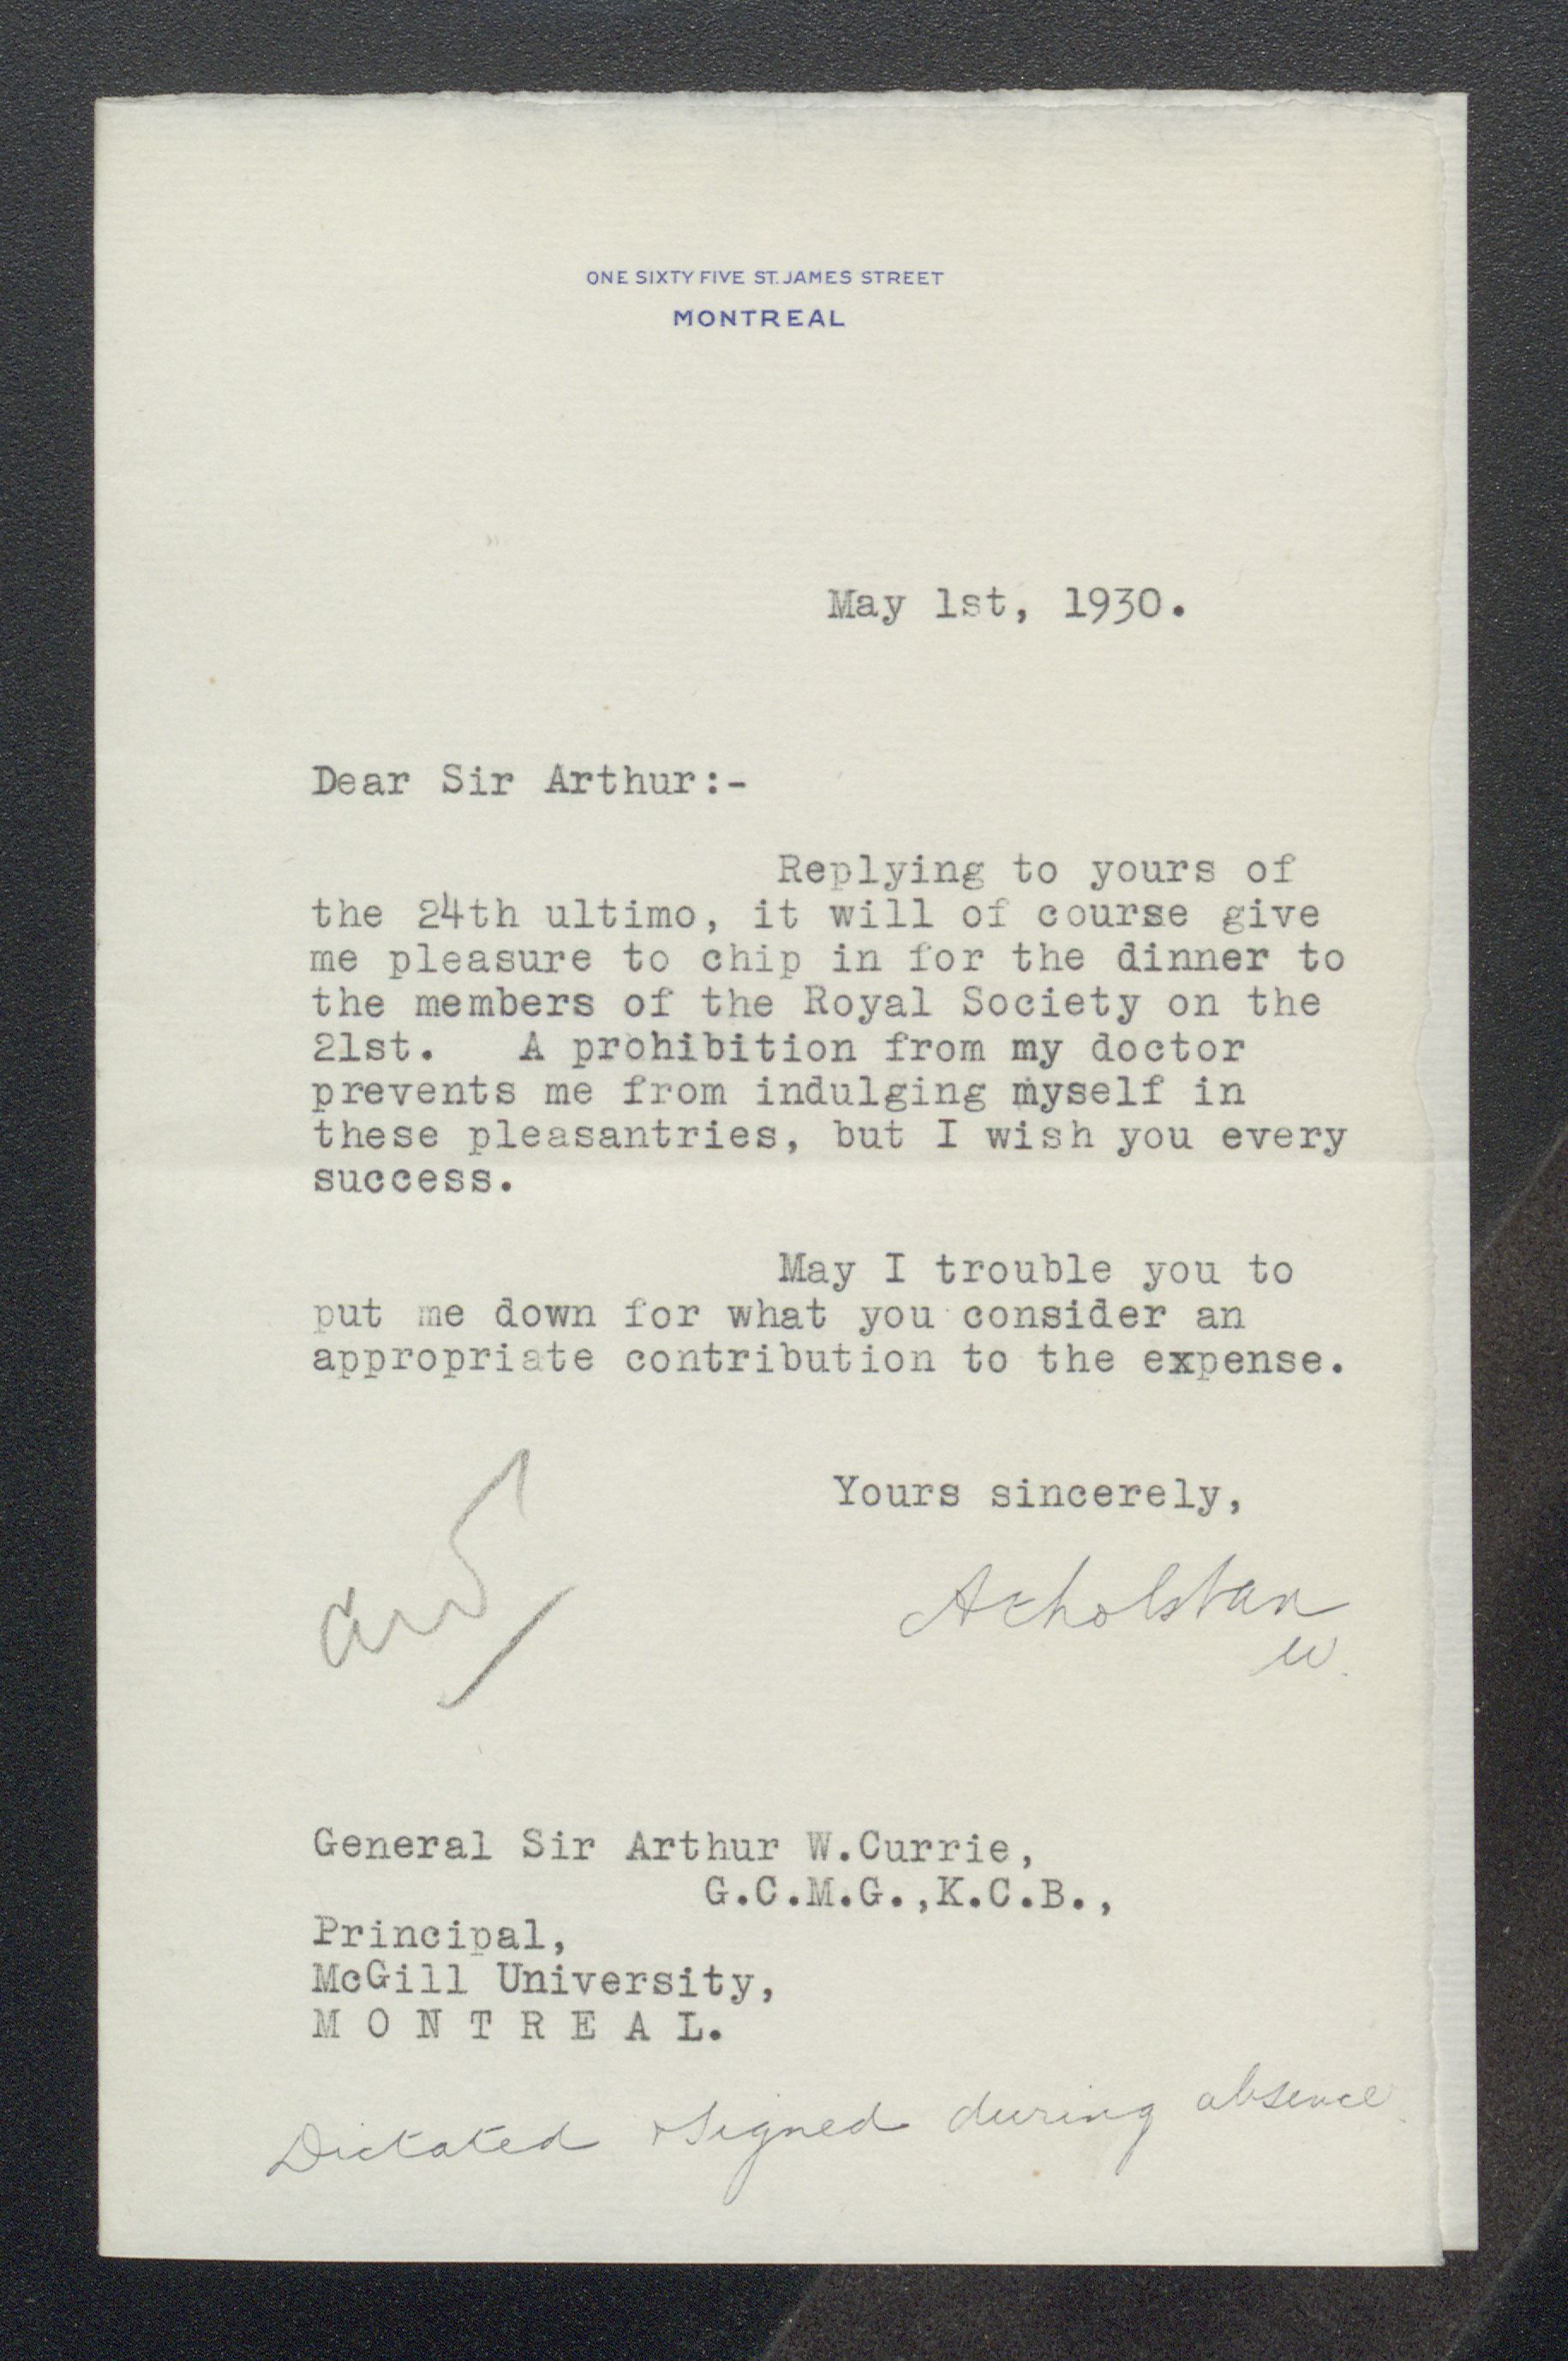 ONE SIXTY FIVE ST. JAMES STREET
MONTREAL
May 1st, 1930.
Dear Sir Arthur:-
Replying to yours of
the 24th ultimo, it will of course give
me pleasure to chip in for the dinner to
the members of the Royal Society on the
21st. A prohibition from my doctor
prevents me from indulging myself in
these pleasantries, but I wish you every
success.
May I trouble you to
put me down for what you consider an
appropriate contribution to the expense.
Yours sincerely,
General Sir Arthur W.Currie,
G.C.M.G.,K.C.B.,
Principal,
McGill University,
M O N T R E A L.
Dictated & signed during absence